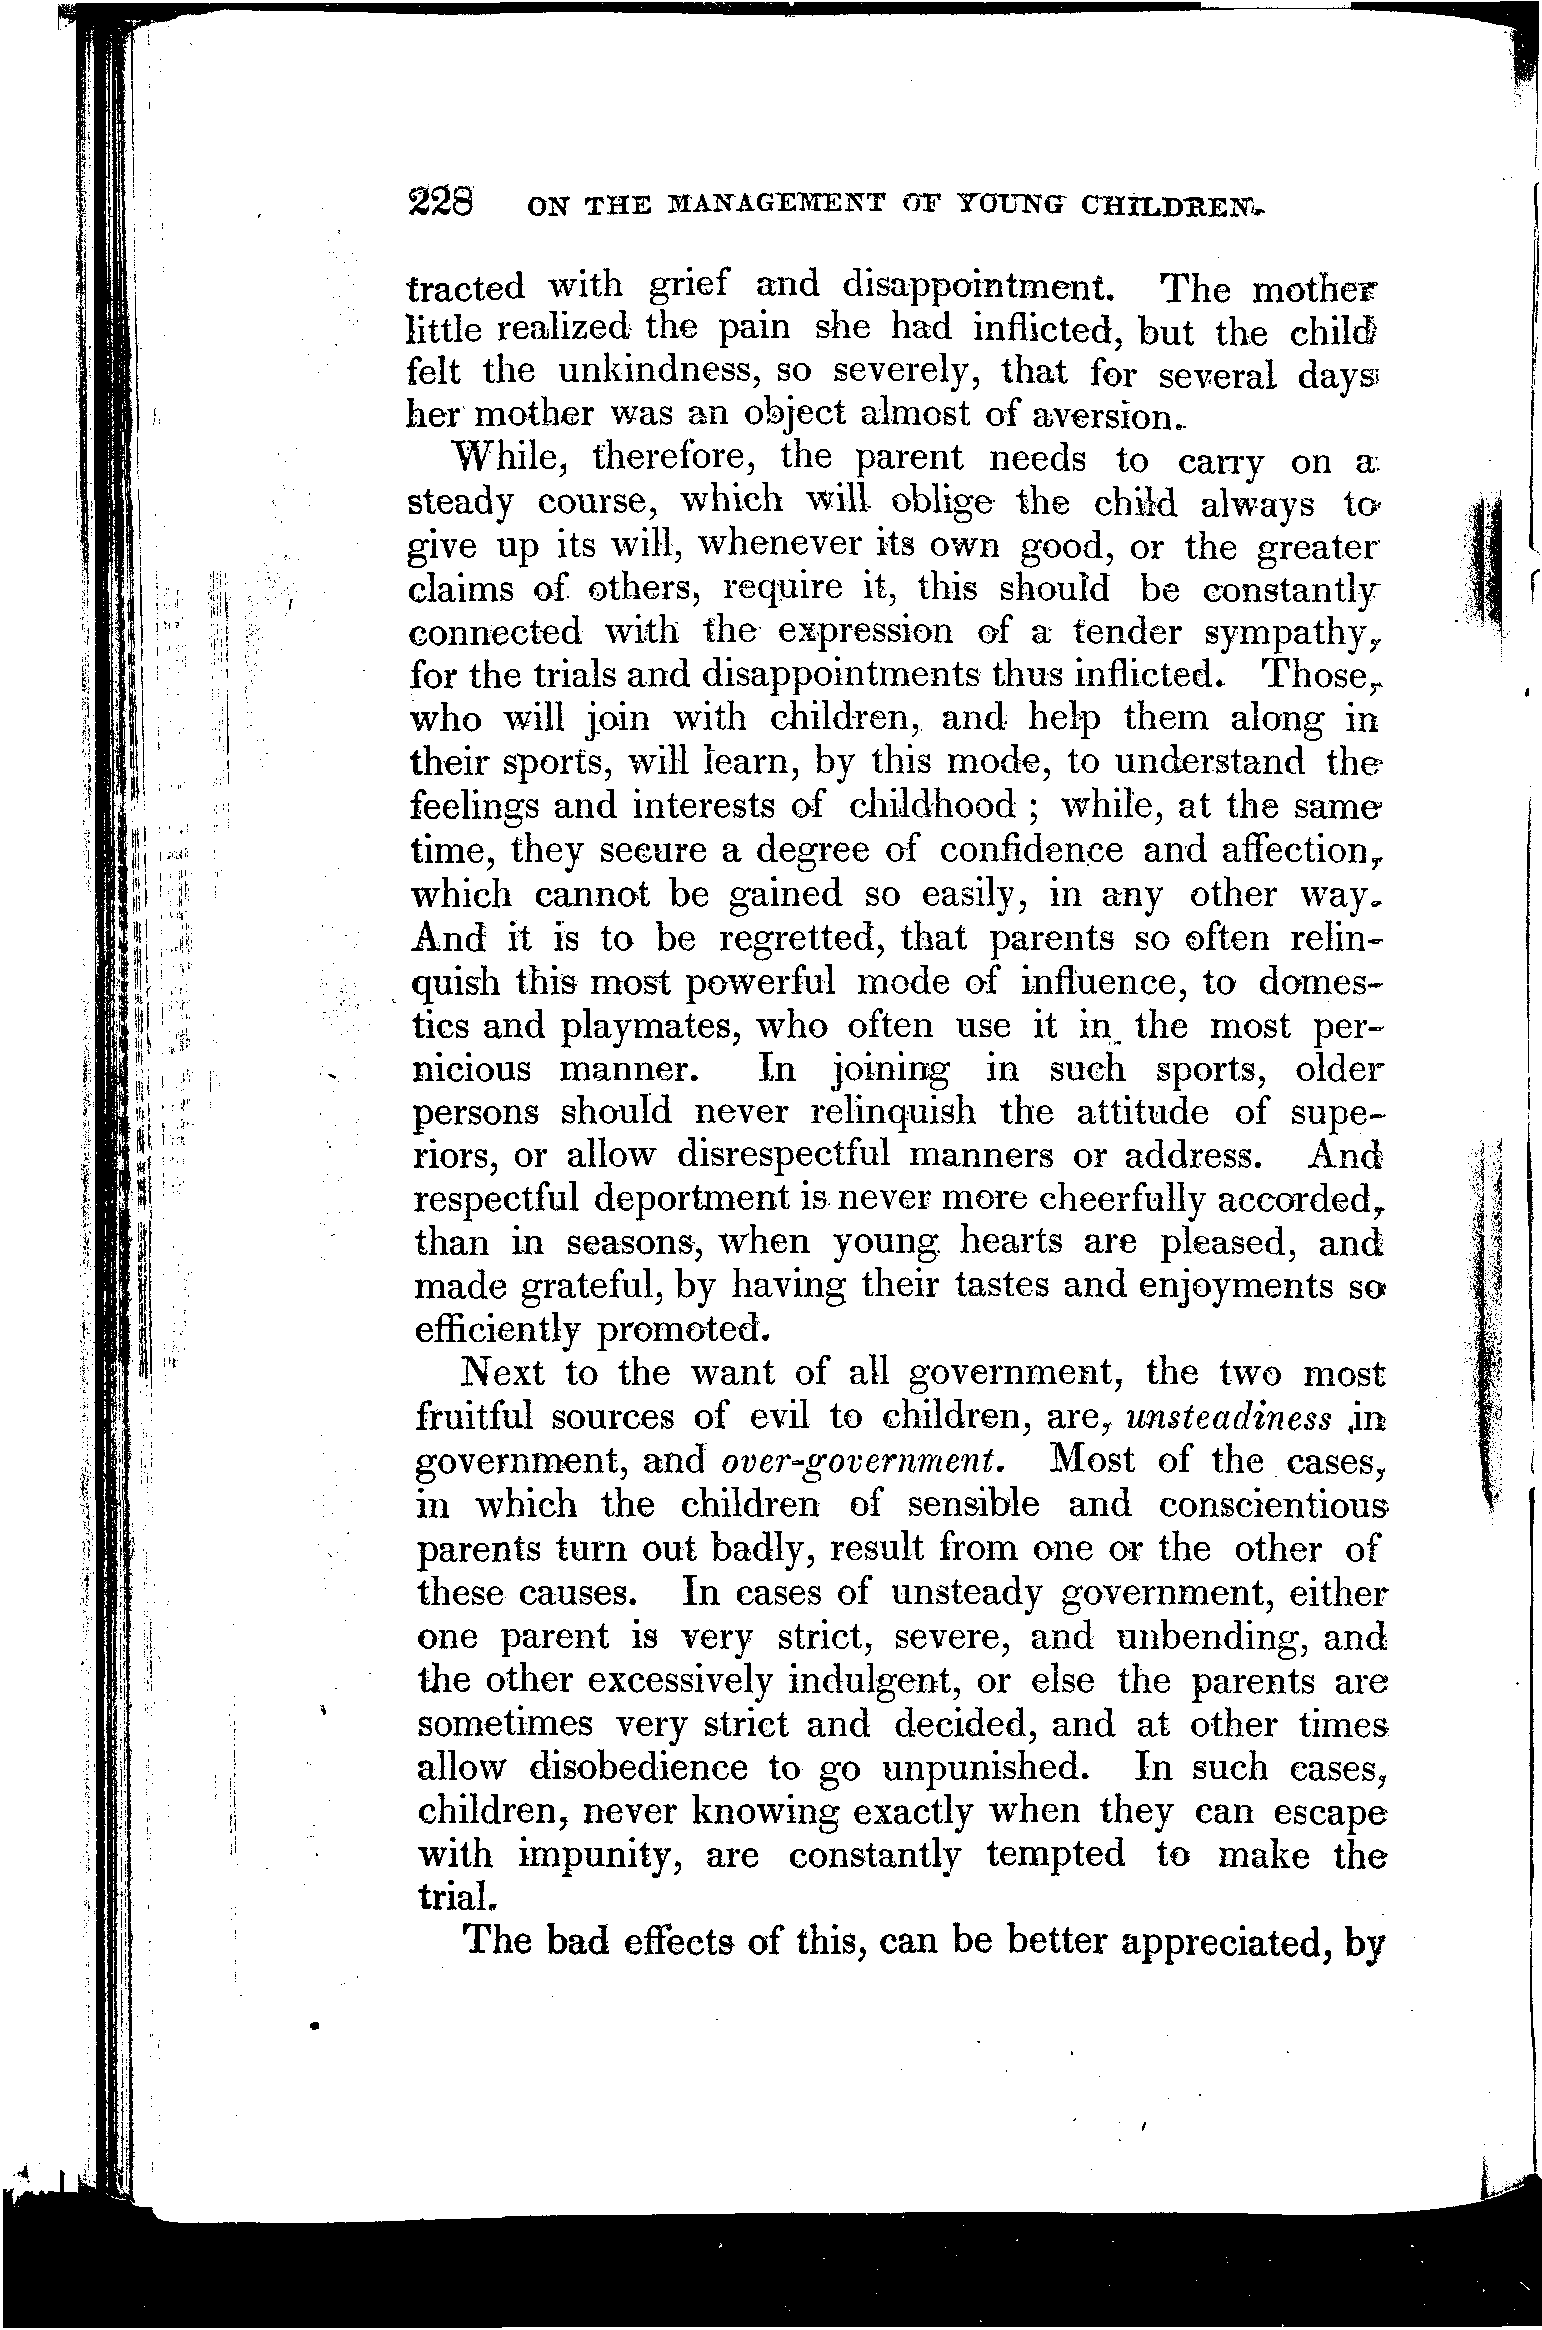 228 ON THE MANAGEMENT OF YOUNG CHILDREN.
tracted with grief and disappointment. The mother
little realized the pain she had inflicted, but the child
felt the unkindness, so severely, that for several days
her mother was an object almost of aversion.
While, therefore, the parent needs to carry on a
steady course, which will oblige the child always to
give up its will, whenever its own good, or the greater
claims of others, require it, this should be constantly
connected with the expression of a tender sympathy,
for the trials and disappointments thus inflicted. Those,
who will join with children, and help them along in
their sports, will learn, by this mode, to understand the
feelings and interests of childhood ; while, at the same
time, they secure a degree of confidence and affection,
which cannot be gained so easily, in any other way.
And it is to be regretted, that parents so often relin-
quish this most powerful mode of influence, to domes-
tics and playmates, who often use it in the most per-
nicious manner. In joining in such sports, older
persons should never relinquish the attitude of supe-
riors, or allow disrespectful manners or address. And
respectful deportment is never more cheerfully accorded,
than in seasons, when young hearts are pleased, and
made grateful, by having their tastes and enjoyments so
efficiently promoted.
Next to the want of all government, the two most
fruitful sources of evil to children, are, unsteadiness in
government, and over-government. Most of the cases,
in which the children of sensible and conscientious
parents turn out badly, result from one or the other of
these causes. In cases of unsteady government, either
one parent is very strict, severe, and unbending, and
the other excessively indulgent, or else the parents are
sometimes very strict and decided, and at other times
allow disobedience to go unpunished. In such cases,
children, never knowing exactly when they can escape
with impunity, are constantly tempted to make the
trial.
The bad effects of this, can be better appreciated, by